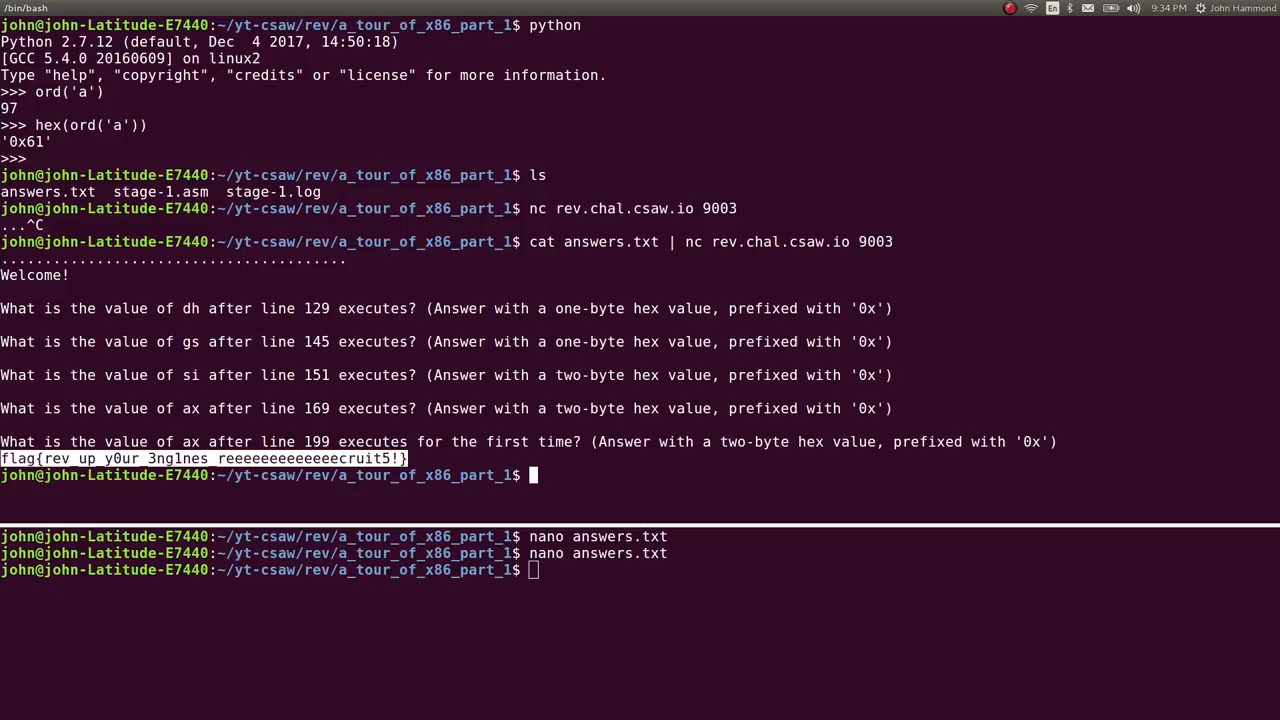 /bin/bash
En
9:34 PM
John Hammond
john@john-Latitude-E7440:~/yt-csaw/rev/a_tour_of_x86_part_1$ python
Python 2.7.12 (default, Dec  4 2017, 14:50:18)
[GCC 5.4.0 20160609] on linux2
Type "help", "copyright", "credits" or "license" for more information.
>>> ord('a')
97
>>> hex(ord('a'))
'0x61'
>>>
john@john-Latitude-E7440:~/yt-csaw/rev/a_tour_of_x86_part_1$ ls
answers.txt  stage-1.asm  stage-1.log
john@john-Latitude-E7440:~/yt-csaw/rev/a_tour_of_x86_part_1$ nc rev.chal.csaw.io 9003
...^C
john@john-Latitude-E7440:~/yt-csaw/rev/a_tour_of_x86_part_1$ cat answers.txt | nc rev.chal.csaw.io 9003
........................................
Welcome!
What is the value of dh after line 129 executes? (Answer with a one-byte hex value, prefixed with '0x')
What is the value of gs after line 145 executes? (Answer with a one-byte hex value, prefixed with '0x')
What is the value of si after line 151 executes? (Answer with a two-byte hex value, prefixed with '0x')
What is the value of ax after line 169 executes? (Answer with a two-byte hex value, prefixed with '0x')
What is the value of ax after line 199 executes for the first time? (Answer with a two-byte hex value, prefixed with '0x')
flag{rev_up_y0ur_3ng1nes_reeeeeeeeeeeeecruit5!}
john@john-Latitude-E7440:~/yt-csaw/rev/a_tour_of_x86_part_1$
john@john-Latitude-E7440:~/yt-csaw/rev/a_tour_of_x86_part_1$ nano answers.txt
john@john-Latitude-E7440:~/yt-csaw/rev/a_tour_of_x86_part_1$ nano answers.txt
john@john-Latitude-E7440:~/yt-csaw/rev/a_tour_of_x86_part_1$